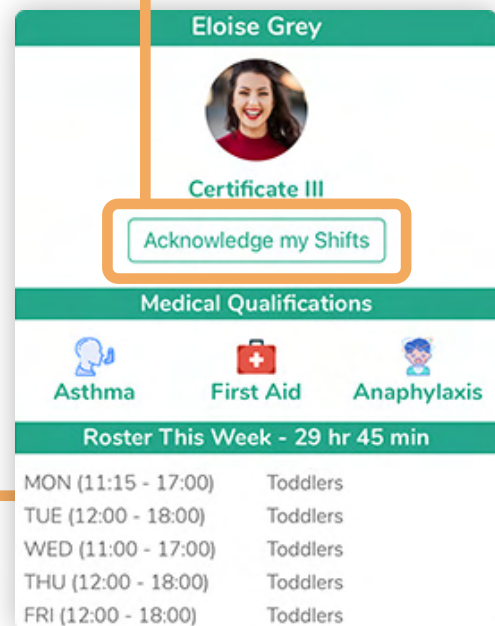 Eloise Grey
Certificate III
Acknowledge my Shifts
Medical Qualifications
Asthma First Aid Anaphylaxis
Roster This Week - 29 hr 45 min
MON (11:15 - 17:00) Toddlers
TUE (12:00 - 18:00) Toddlers
WED (11:00 - 17:00) Toddlers
THU (12:00 - 18:00) Toddlers
FRI (12:00 - 18:00) Toddlers